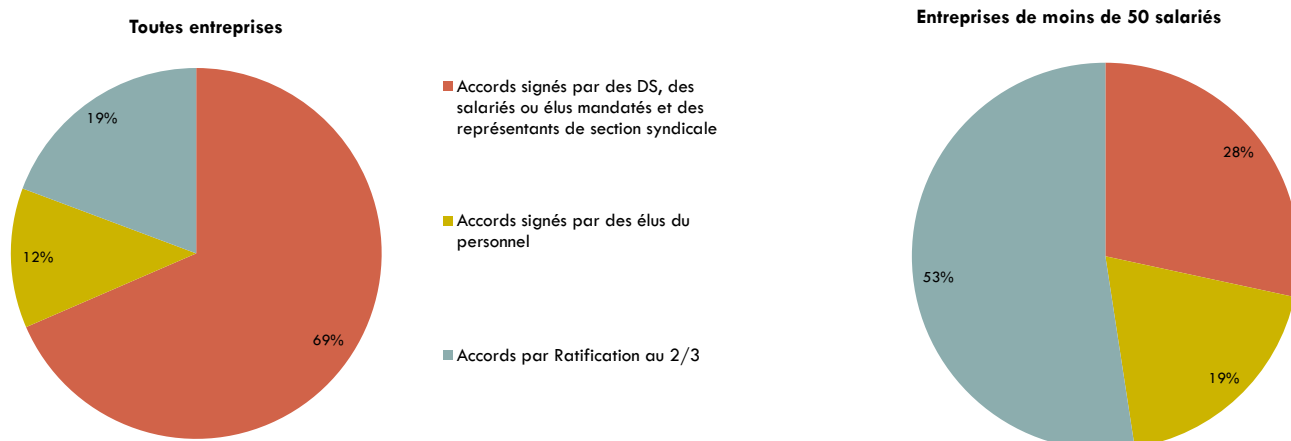 Toutes entreprises
19%
12%
69%
Accords signés par des DS, des
salariés ou élus mandatés et des
représentants de section syndicale
Accords signés par des élus du
personnel
Accords par Ratification au 2/3
Entreprises de moins de 50 salariés
28%
53%
19%